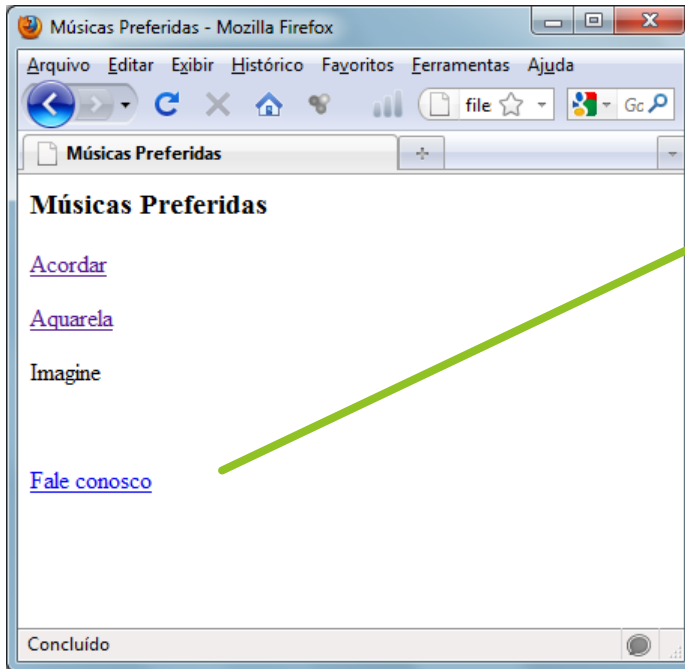 Músicas Preferidas - Mozilla Firefox
Arquivo Editar Exibir Histórico Favoritos Ferramentas Ajuda
file Gc
Músicas Preferidas
Músicas Preferidas
Acordar
Aquarela
Imagine
Fale conosco
Concluído